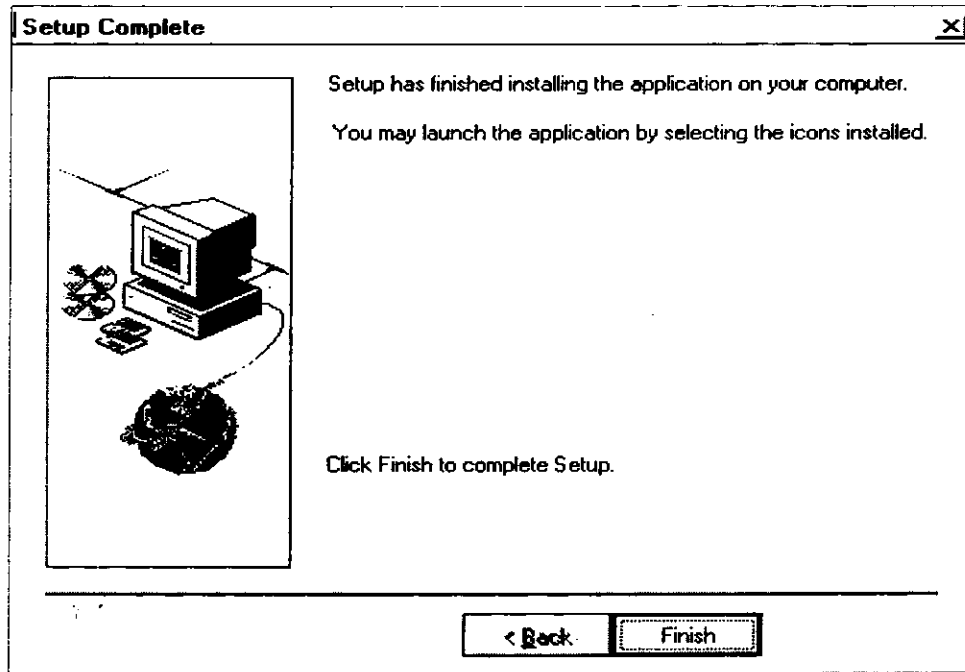 Setup Complete
Setup has finished installing the application on your computer.
You may launch the application by selecting the icons installed.
Click Finish to complete Setup.
< Back
Finish